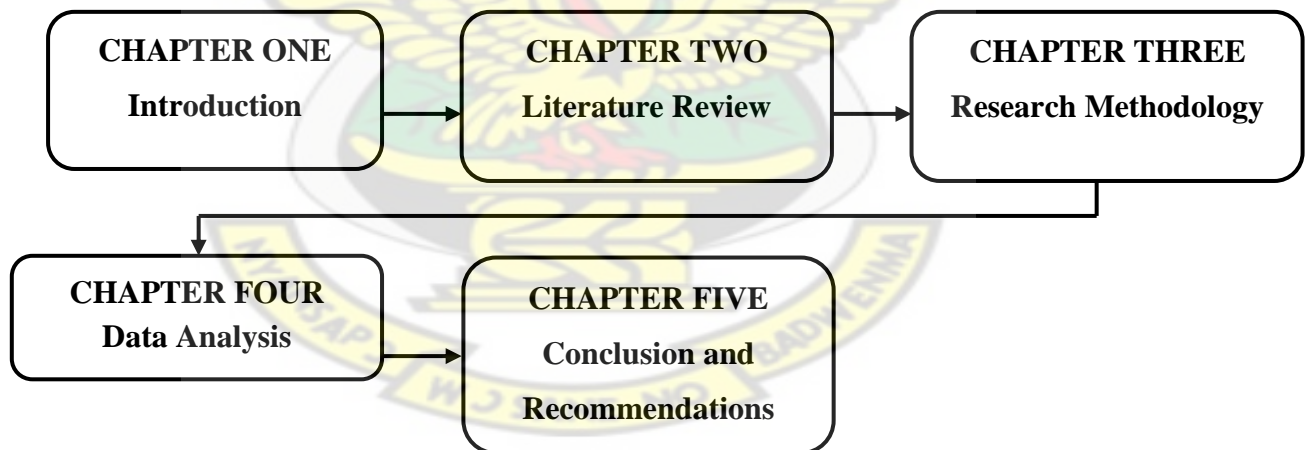 CHAPTER ONE
Introduction
CHAPTER TWO
Literature Review
CHAPTER THREE
Research Methodology
CHAPTER FOUR
Data Analysis
CHAPTER FIVE
Conclusion and
Recommendations
BADWENMA